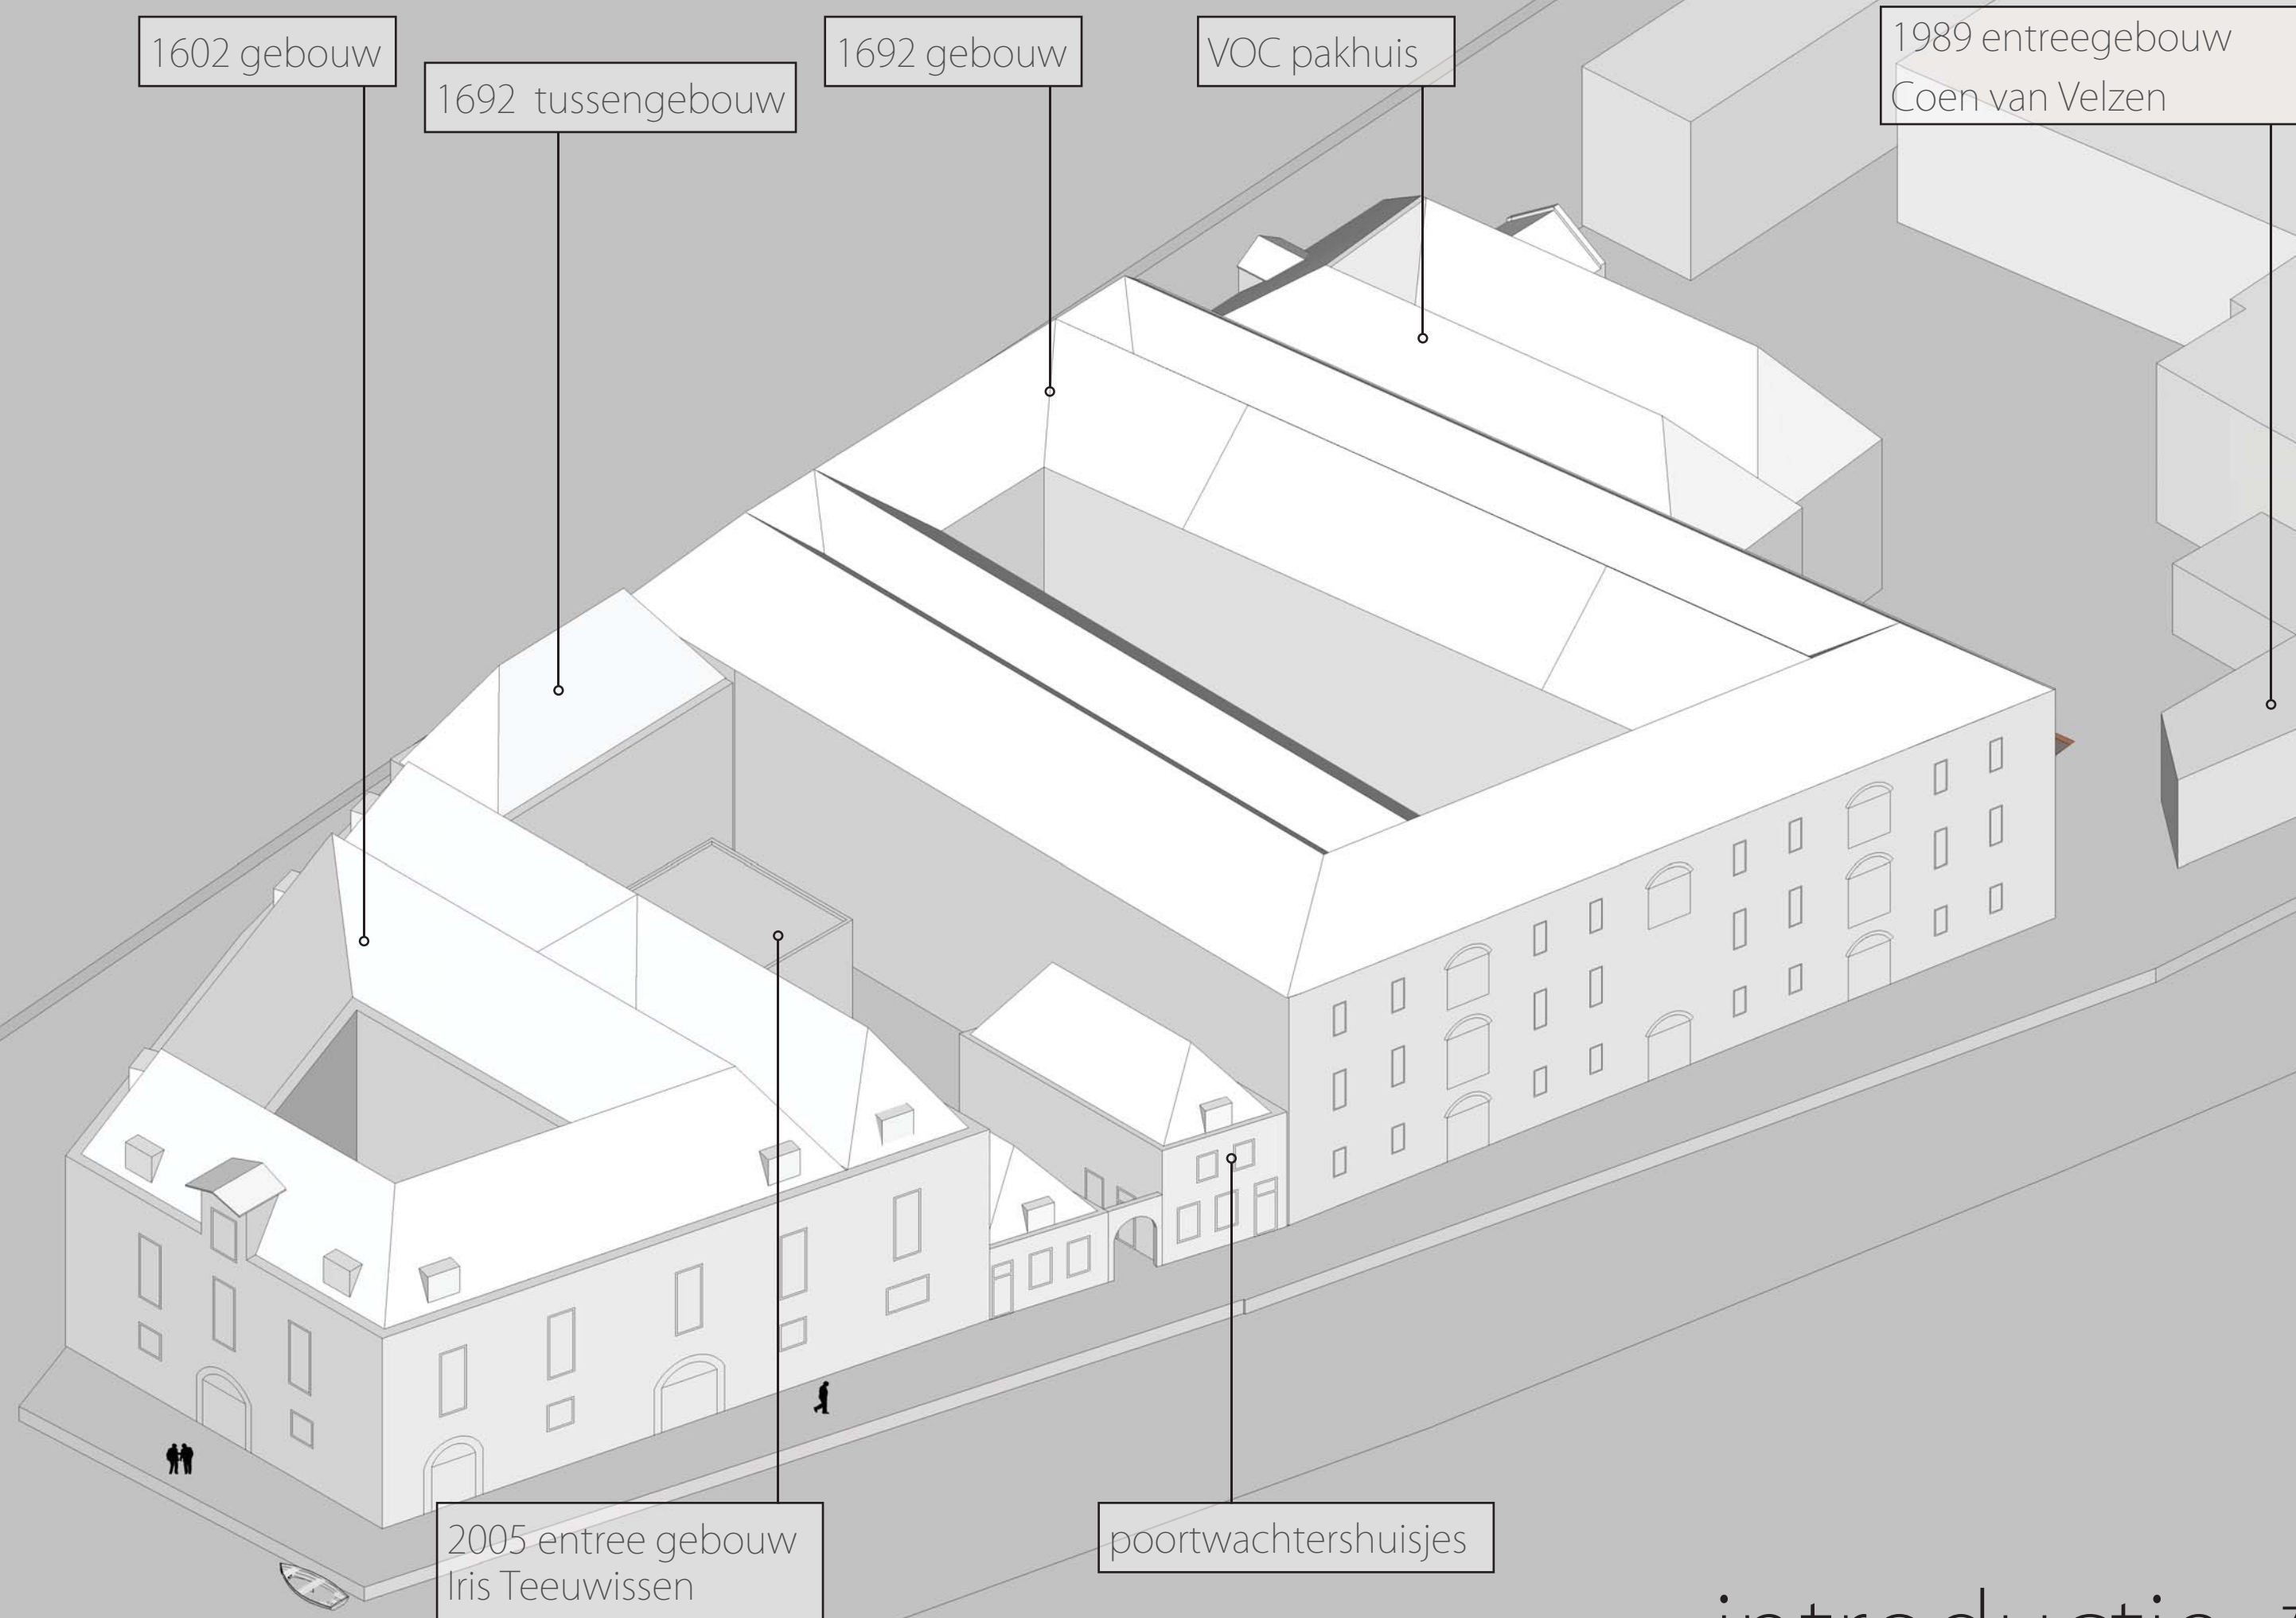 1602 gebouw
1692 tussengebouw
1692 gebouw
VOC pakhuis
1989 entreegebouw
Coen van Velzen
2005 entree gebouw
Iris Teeuwissen
poortwachtershuisjes
introductie